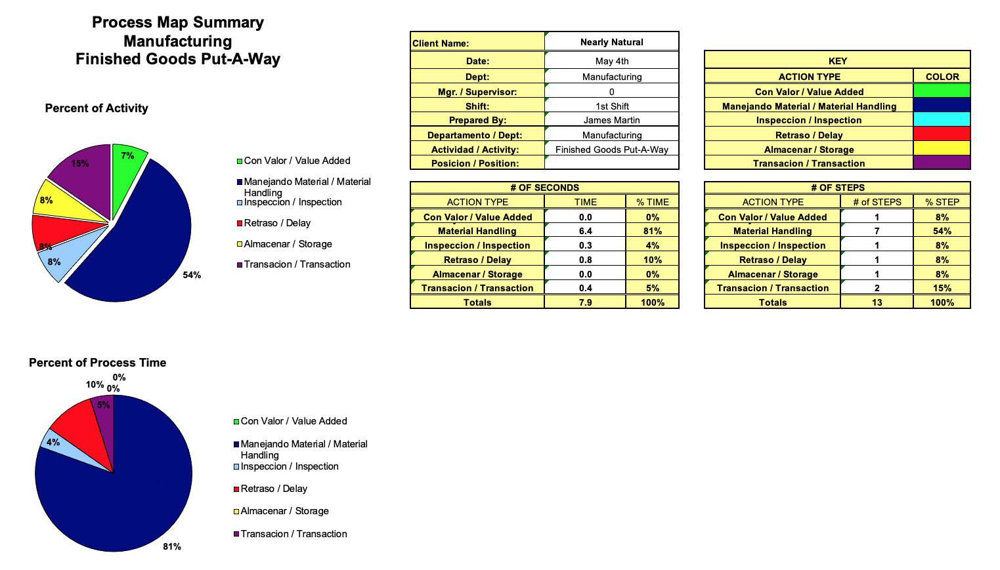 Process Map Summary
Manufacturing
Finished Goods Put-A-Way
Client Name: Nearly Natural
Date: May 4th
Dept: Manufacturing
Mgr. / Supervisor: 0
Shift: 1st Shift
Prepared By: James Martin
Departamento / Dept: Manufacturing
Actividad / Activity: Finished Goods Put-A-Way
Posicion / Position:
KEY
ACTION TYPE COLOR
Con Valor / Value Added
Manejando Material / Material Handling
Inspeccion / Inspection
Retraso / Delay
Almacenar / Storage
Transacion / Transaction
Percent of Activity
7%
15%
8%
8%
8%
54%
Con Valor / Value Added
Manejando Material / Material
Handling
Inspeccion / Inspection
Retraso / Delay
Almacenar / Storage
Transacion / Transaction
# OF SECONDS
ACTION TYPE TIME % TIME
Con Valor / Value Added 0.0 0%
Material Handling 6.4 81%
Inspeccion / Inspection 0.3 4%
Retraso / Delay 0.8 10%
Almacenar / Storage 0.0 0%
Transacion / Transaction 0.4 5%
Totals 7.9 100%
# OF STEPS
ACTION TYPE # of STEPS % STEP
Con Valor / Value Added 1 8%
Material Handling 7 54%
Inspeccion / Inspection 1 8%
Retraso / Delay 1 8%
Almacenar / Storage 1 8%
Transacion / Transaction 2 15%
Totals 13 100%
Percent of Process Time
0%
10% 0%
5%
4%
81%
Con Valor / Value Added
Manejando Material / Material
Handling
Inspeccion / Inspection
Retraso / Delay
Almacenar / Storage
Transacion / Transaction